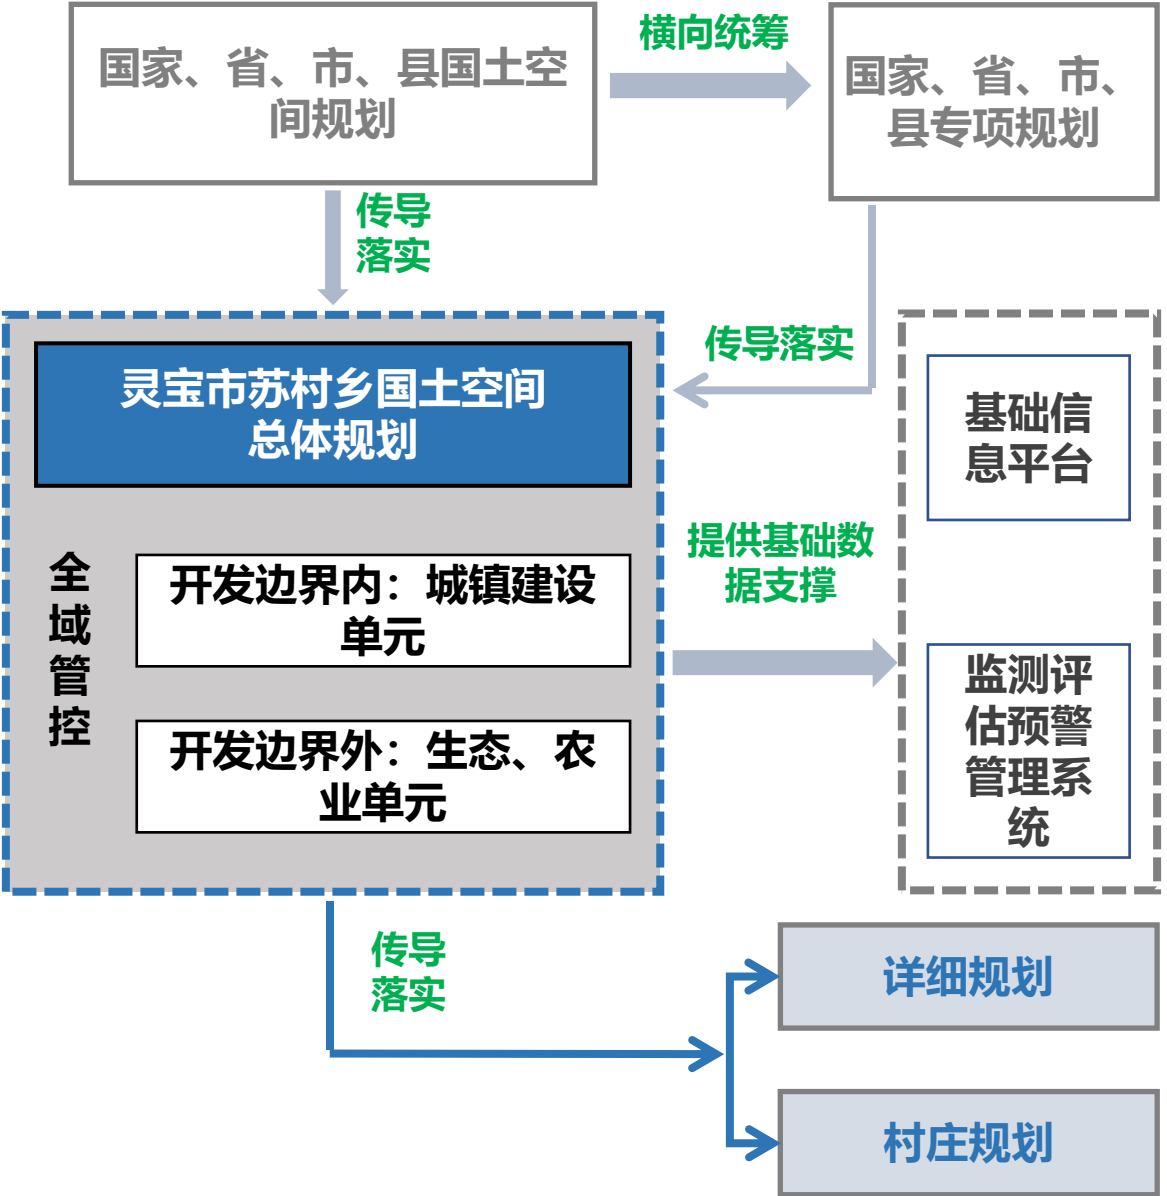 国家、省、市、县国土空
间规划
横向统筹
国家、省、市、
县专项规划
传导
落实
传导落实
灵宝市苏村乡国土空间
总体规划
全
域
管
控
开发边界内：城镇建设
单元
开发边界外：生态、农
业单元
提供基础数
据支撑
基础信
息平台
监测评
估预警
管理系
统
传导
落实
详细规划
村庄规划